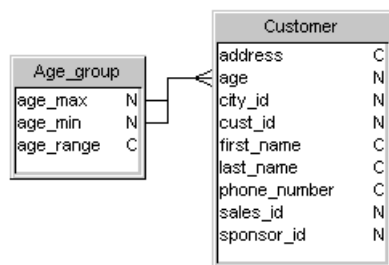 Age_group
age_max N
age_min N
age_range C
Customer
address C
age N
city_id N
cust_id N
first_name C
last_name C
phone_number C
sales_id N
sponsor_id N